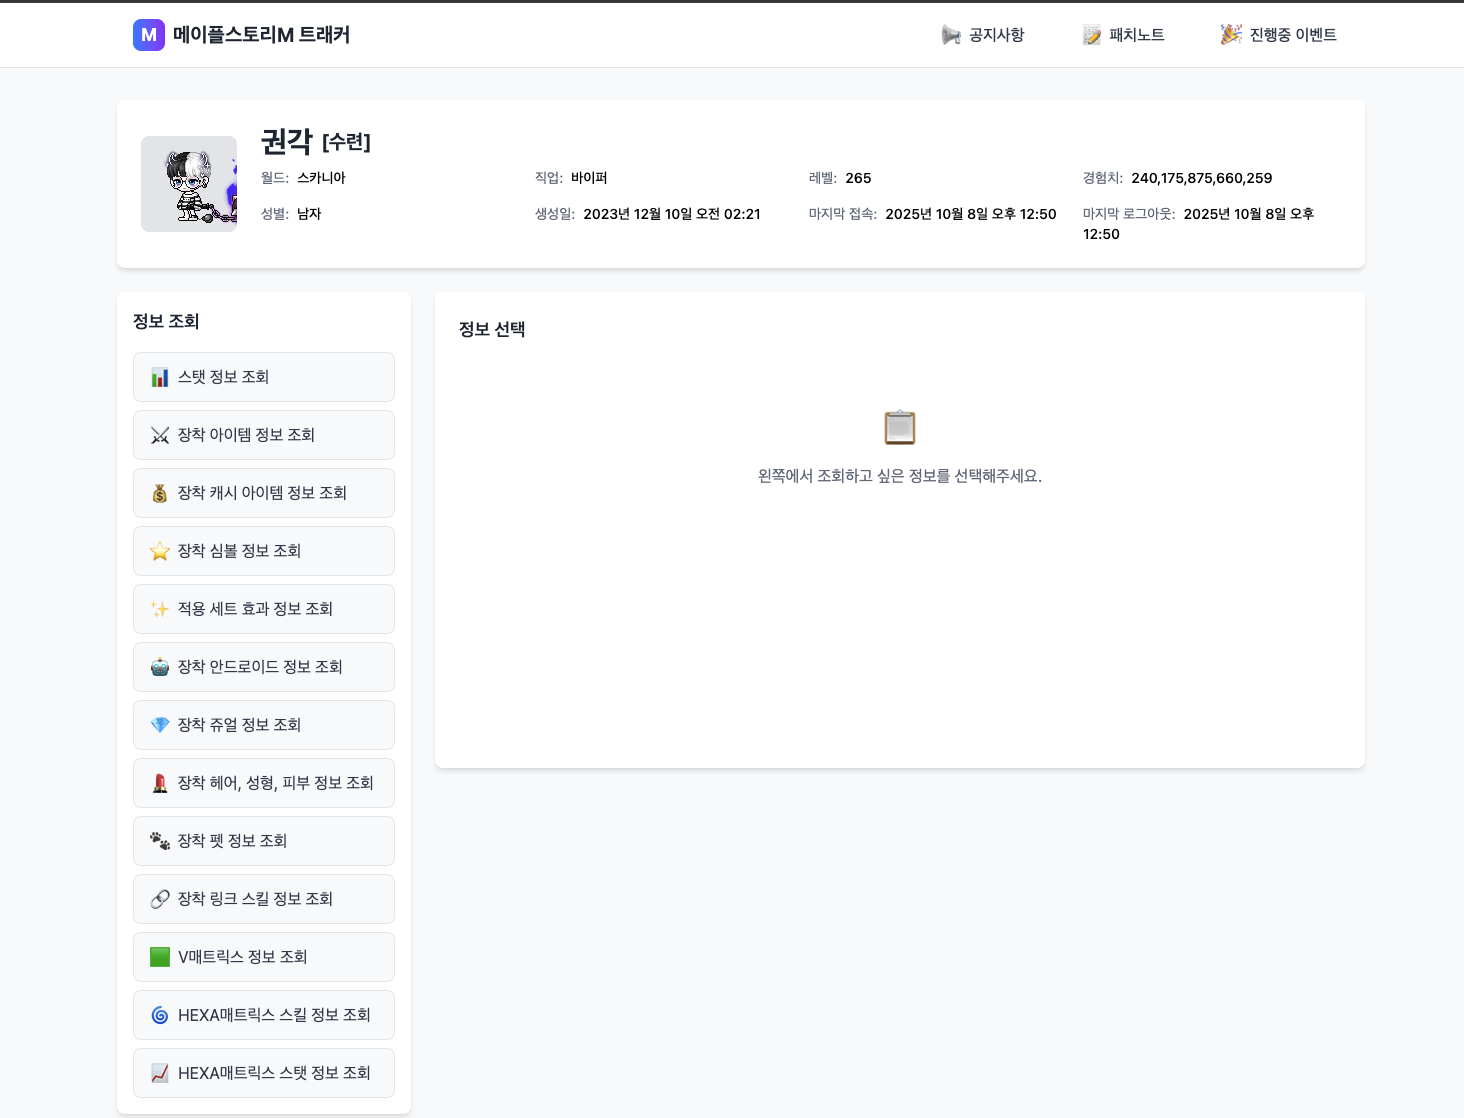 M 메이플스토리M 트래커
공지사항
패치노트
진행중 이벤트
권각 [수련]
월드: 스카니아
직업: 바이퍼
레벨: 265
경험치: 240,175,875,660,259
성별: 남자
생성일: 2023년 12월 10일 오전 02:21
마지막 접속: 2025년 10월 8일 오후 12:50
마지막 로그아웃: 2025년 10월 8일 오후
12:50
정보 조회
스탯 정보 조회
장착 아이템 정보 조회
장착 캐시 아이템 정보 조회
장착 심볼 정보 조회
적용 세트 효과 정보 조회
장착 안드로이드 정보 조회
장착 쥬얼 정보 조회
장착 헤어, 성형, 피부 정보 조회
장착 펫 정보 조회
장착 링크 스킬 정보 조회
V매트릭스 정보 조회
HEXA매트릭스 스킬 정보 조회
HEXA매트릭스 스탯 정보 조회
정보 선택
왼쪽에서 조회하고 싶은 정보를 선택해주세요.